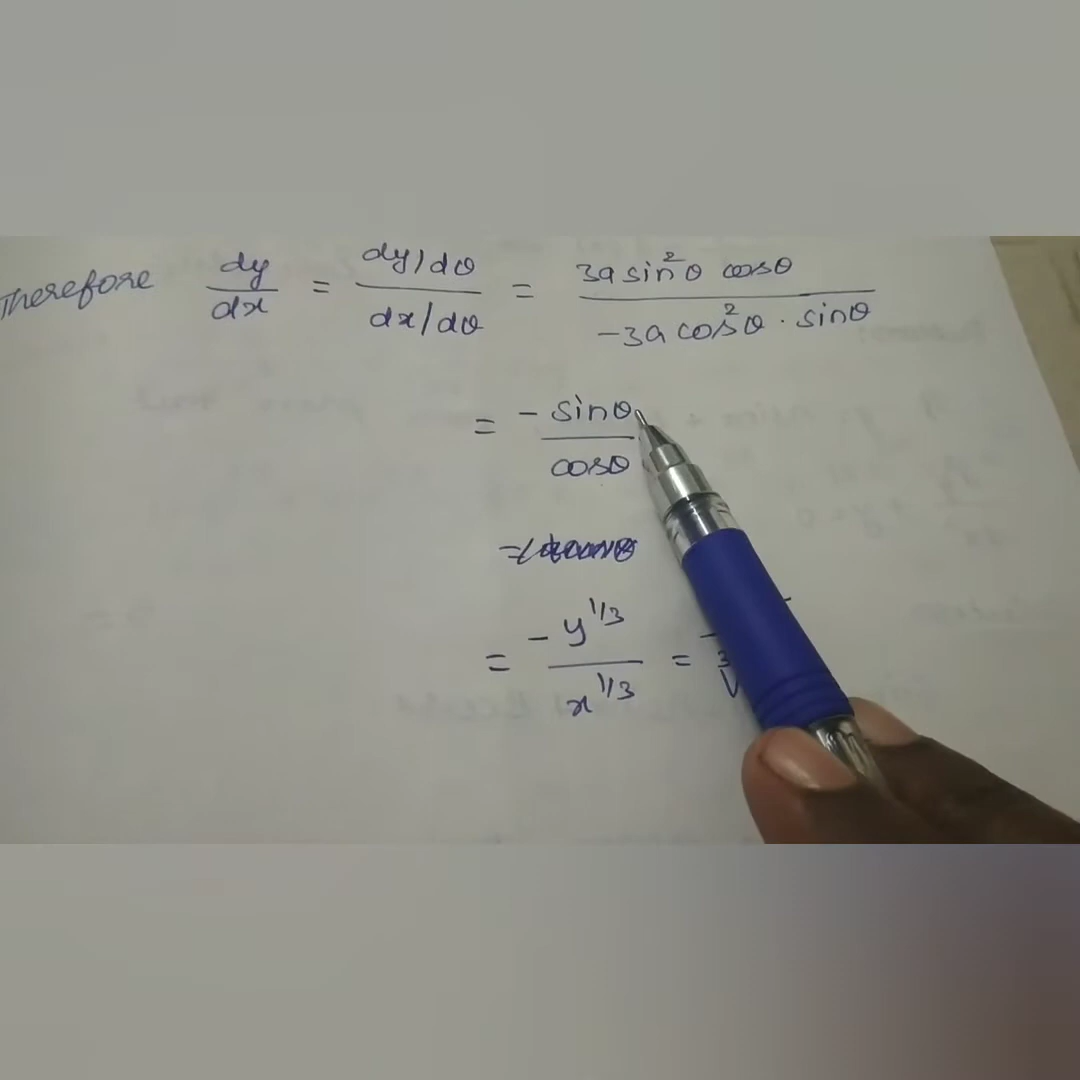 Therefore dy/dx = (dy/dθ)/(dx/dθ) = (3a sin²θ cosθ)/(-3a cos²θ · sinθ)
= -sinθ/cosθ
= -y^1/3/x^1/3 =